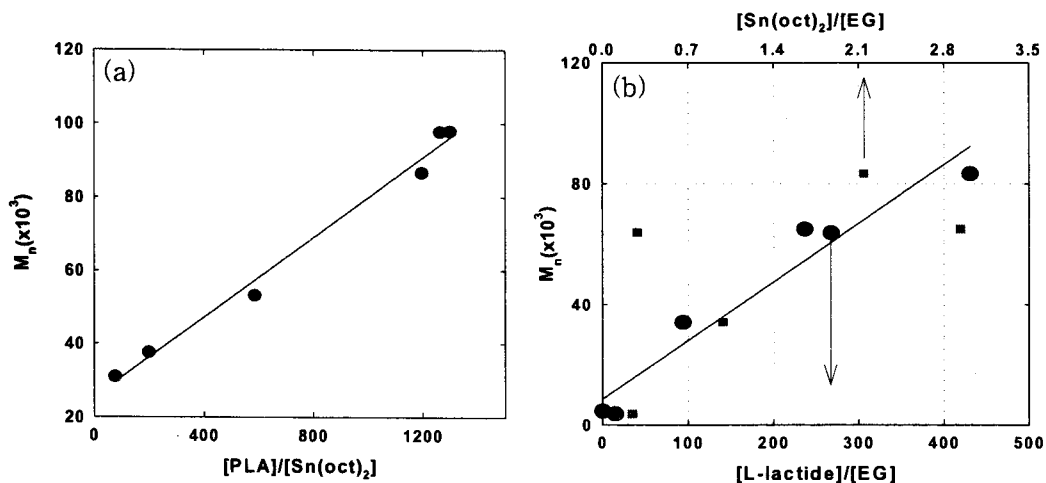 (a)
120
100
80
60
40
20
0 400 800 1200
Mn(x10³)
[PLA]/[Sn(oct)₂]
[Sn(oct)₂]/[EG]
0.0 0.7 1.4 2.1 3.0 3.5
(b)
120
80
40
0
0 100 200 300 400 500
Mn(x10³)
[L-lactide]/[EG]